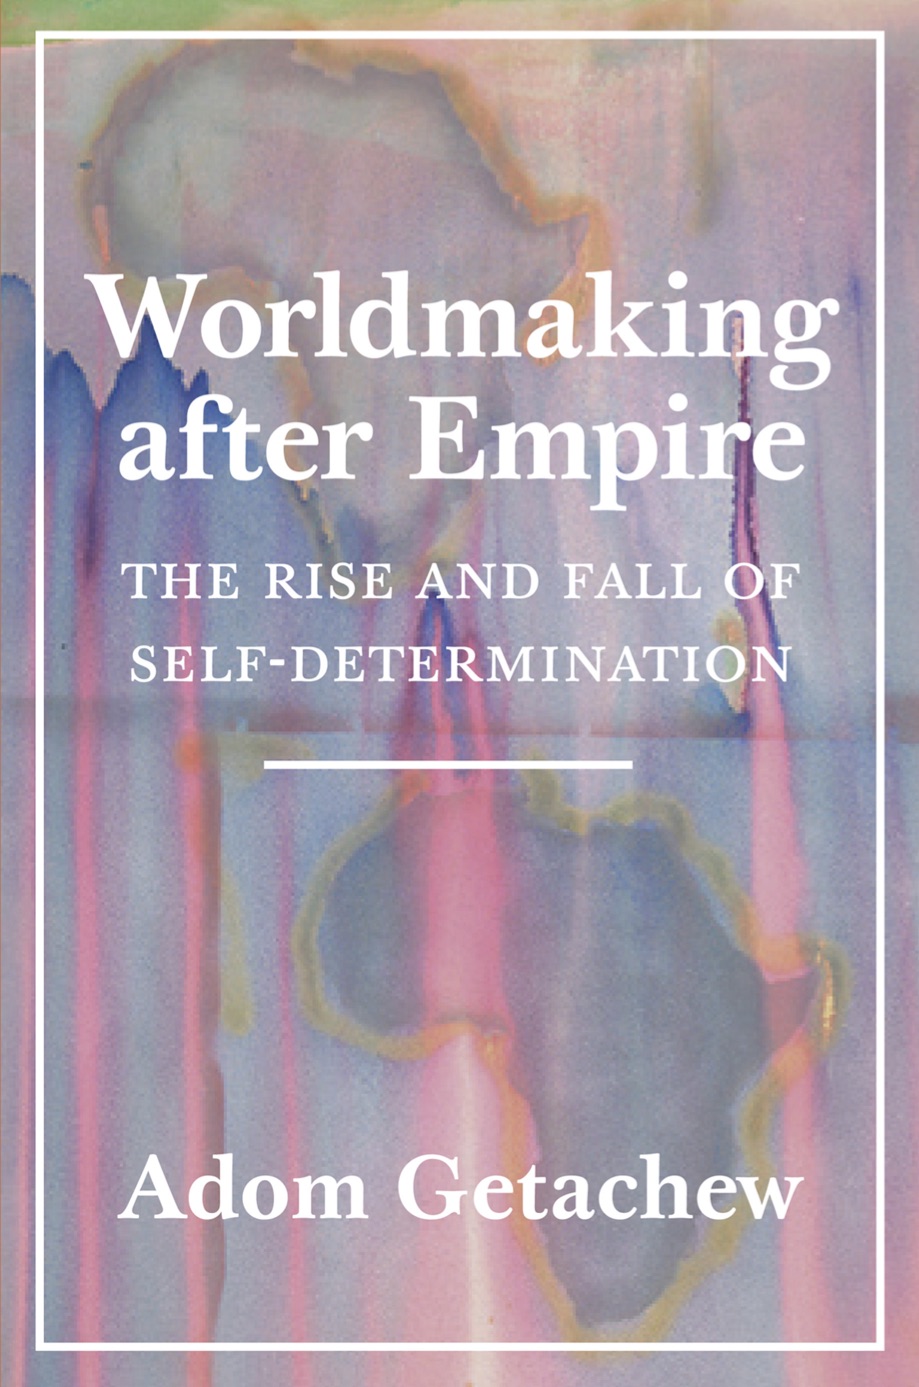 Worldmaking
after Empire
THE RISE AND FALL OF
SELF-DETERMINATION
Adom Getachew